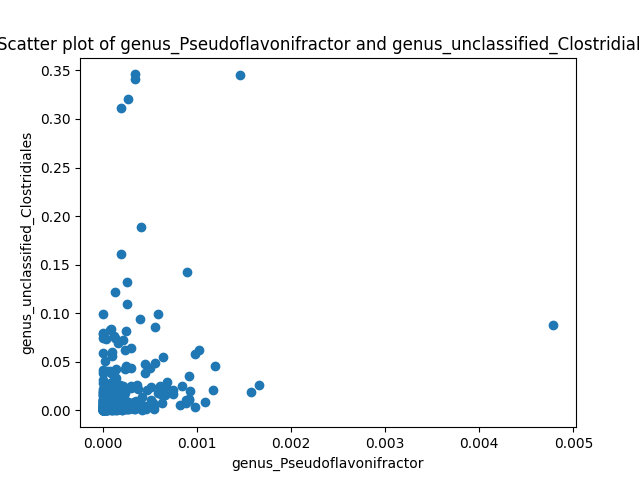 Scatter plot of genus_Pseudoflavonifractor and genus_unclassified_Clostridial
0.35
0.30
0.25
0.20
0.15
0.10
0.05
0.00
genus_unclassified_Clostridiales
0.000 0.001 0.002 0.003 0.004 0.005
genus_Pseudoflavonifractor